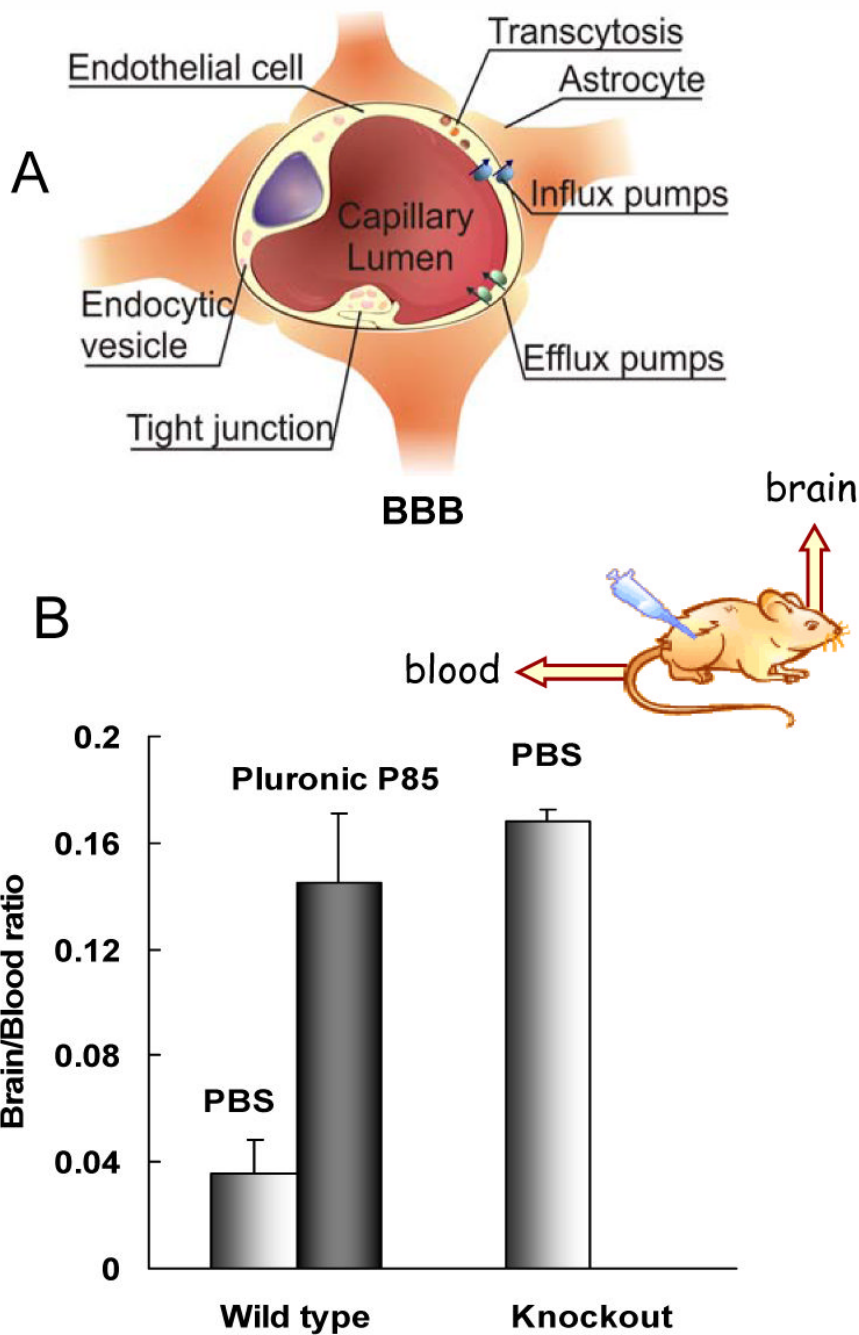 Transcytosis
Endothelial cell
Astrocyte
A
Influx pumps
Capillary
Lumen
Endocytic
vesicle
Efflux pumps
Tight junction
BBB
brain
B
blood
0.2
PBS
Pluronic P85
0.16
0.12
0.08
PBS
0.04
0
Brain/Blood ratio
Wild type
Knockout